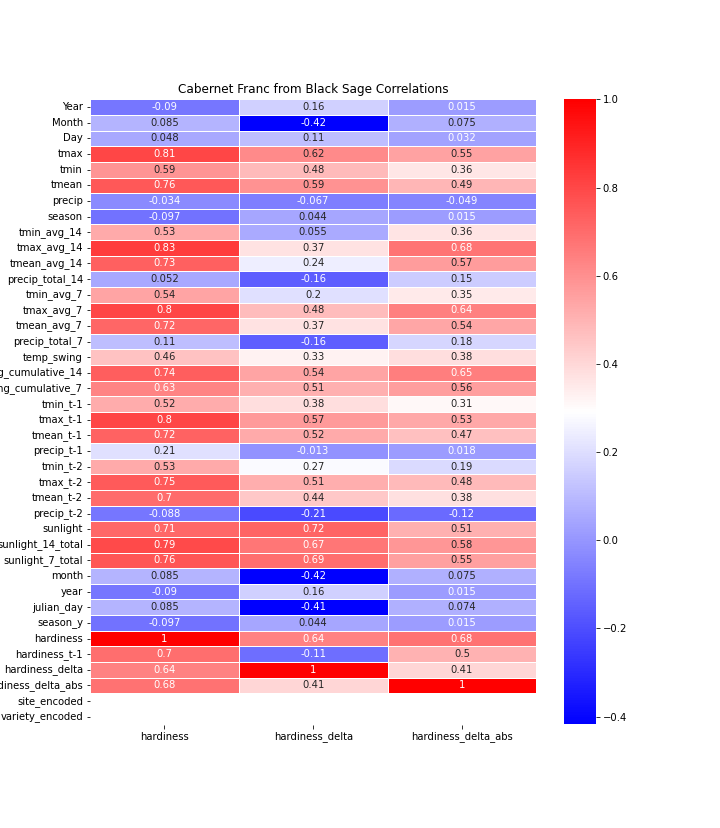 Cabernet Franc from Black Sage Correlations
Year -0.09 0.16 0.015
Month 0.085 -0.42 0.075
Day 0.048 0.11 0.032
tmax 0.81 0.62 0.55
tmin 0.59 0.48 0.36
tmean 0.76 0.59 0.49
precip -0.034 -0.067 -0.049
season -0.097 0.044 0.015
tmin_avg_14 0.53 0.055 0.36
tmax_avg_14 0.83 0.37 0.68
tmean_avg_14 0.73 0.24 0.57
precip_total_14 0.052 -0.16 0.15
tmin_avg_7 0.54 0.2 0.35
tmax_avg_7 0.8 0.48 0.64
tmean_avg_7 0.72 0.37 0.54
precip_total_7 0.11 -0.16 0.18
temp_swing 0.46 0.33 0.38
g_cumulative_14 0.74 0.54 0.65
ng_cumulative_7 0.63 0.51 0.56
tmin_t-1 0.52 0.38 0.31
tmax_t-1 0.8 0.57 0.53
tmean_t-1 0.72 0.52 0.47
precip_t-1 0.21 -0.013 0.018
tmin_t-2 0.53 0.27 0.19
tmax_t-2 0.75 0.51 0.48
tmean_t-2 0.7 0.44 0.38
precip_t-2 -0.088 -0.21 -0.12
sunlight 0.71 0.72 0.51
sunlight_14_total 0.79 0.67 0.58
sunlight_7_total 0.76 0.69 0.55
month 0.085 -0.42 0.075
year -0.09 0.16 0.015
julian_day 0.085 -0.41 0.074
season_y -0.097 0.044 0.015
hardiness 1 0.64 0.68
hardiness_t-1 0.7 -0.11 0.5
hardiness_delta 0.64 1 0.41
diness_delta_abs 0.68 0.41 1
site_encoded
variety_encoded
hardiness hardiness_delta hardiness_delta_abs
1.0
0.8
0.6
0.4
0.2
0.0
−0.2
−0.4